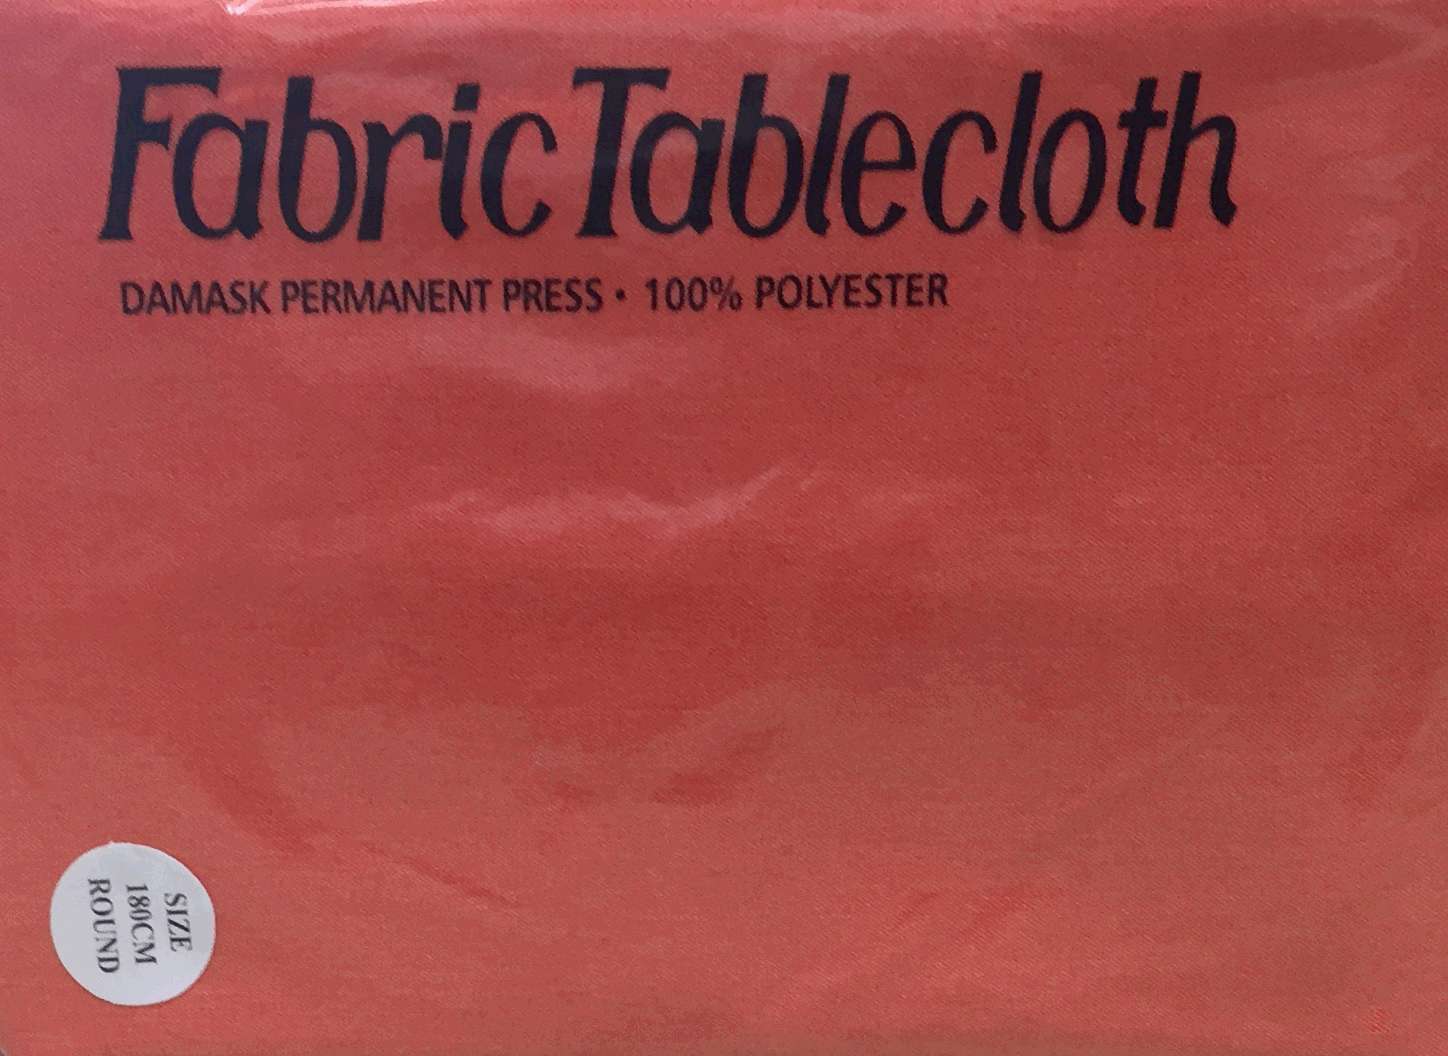 Fabric Tablecloth
DAMASK PERMANENT PRESS • 100% POLYESTER
SIZE
180CM
ROUND